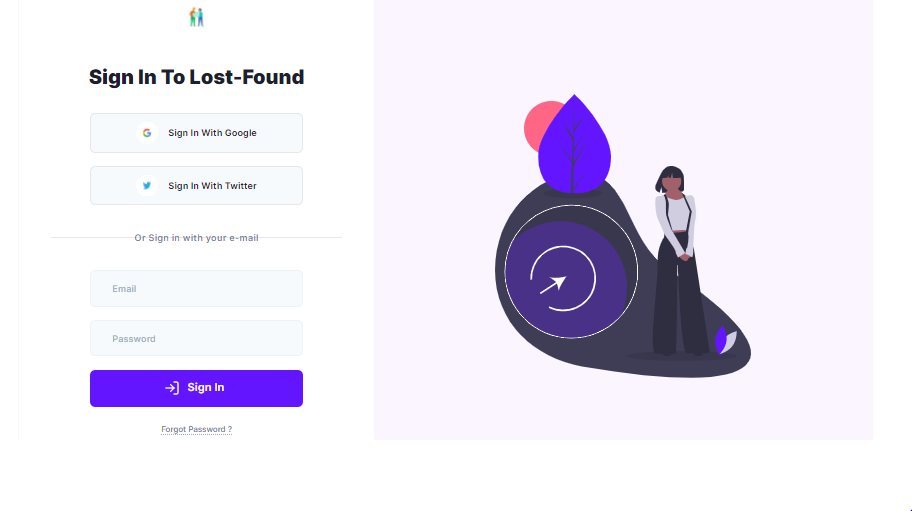 Sign In To Lost-Found
Sign In With Google
Sign In With Twitter
Or Sign in with your e-mail
Email
Password
Sign In
Forgot Password ?